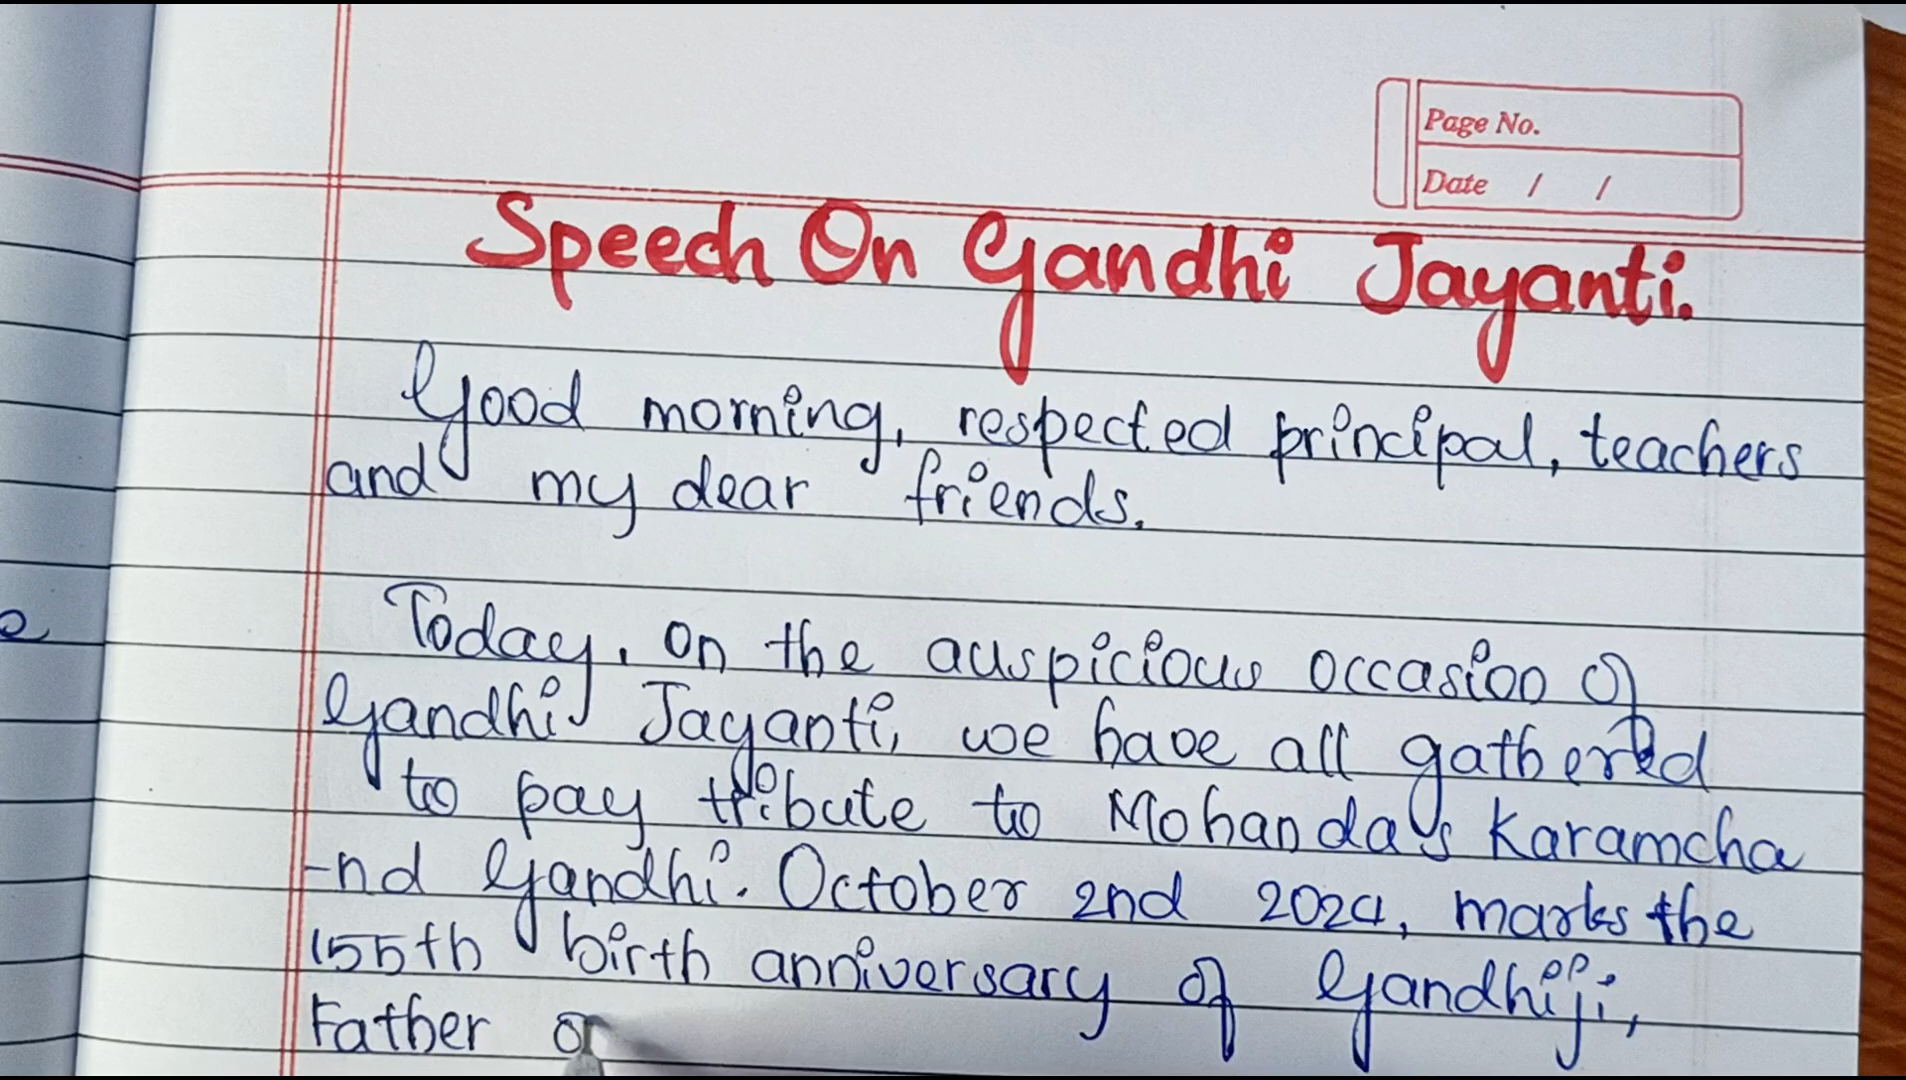 Page No.
Date / /
Speech On Gandhi Jayanti.
Good morning, respected principal, teachers
and my dear friends.
Today, on the auspicious occasion of
Gandhi Jayanti, we have all gathered
to pay tribute to Mohandas Karamcha
-nd Gandhi. October 2nd 2024, marks the
155th birth anniversary of Gandhiji,
Father o